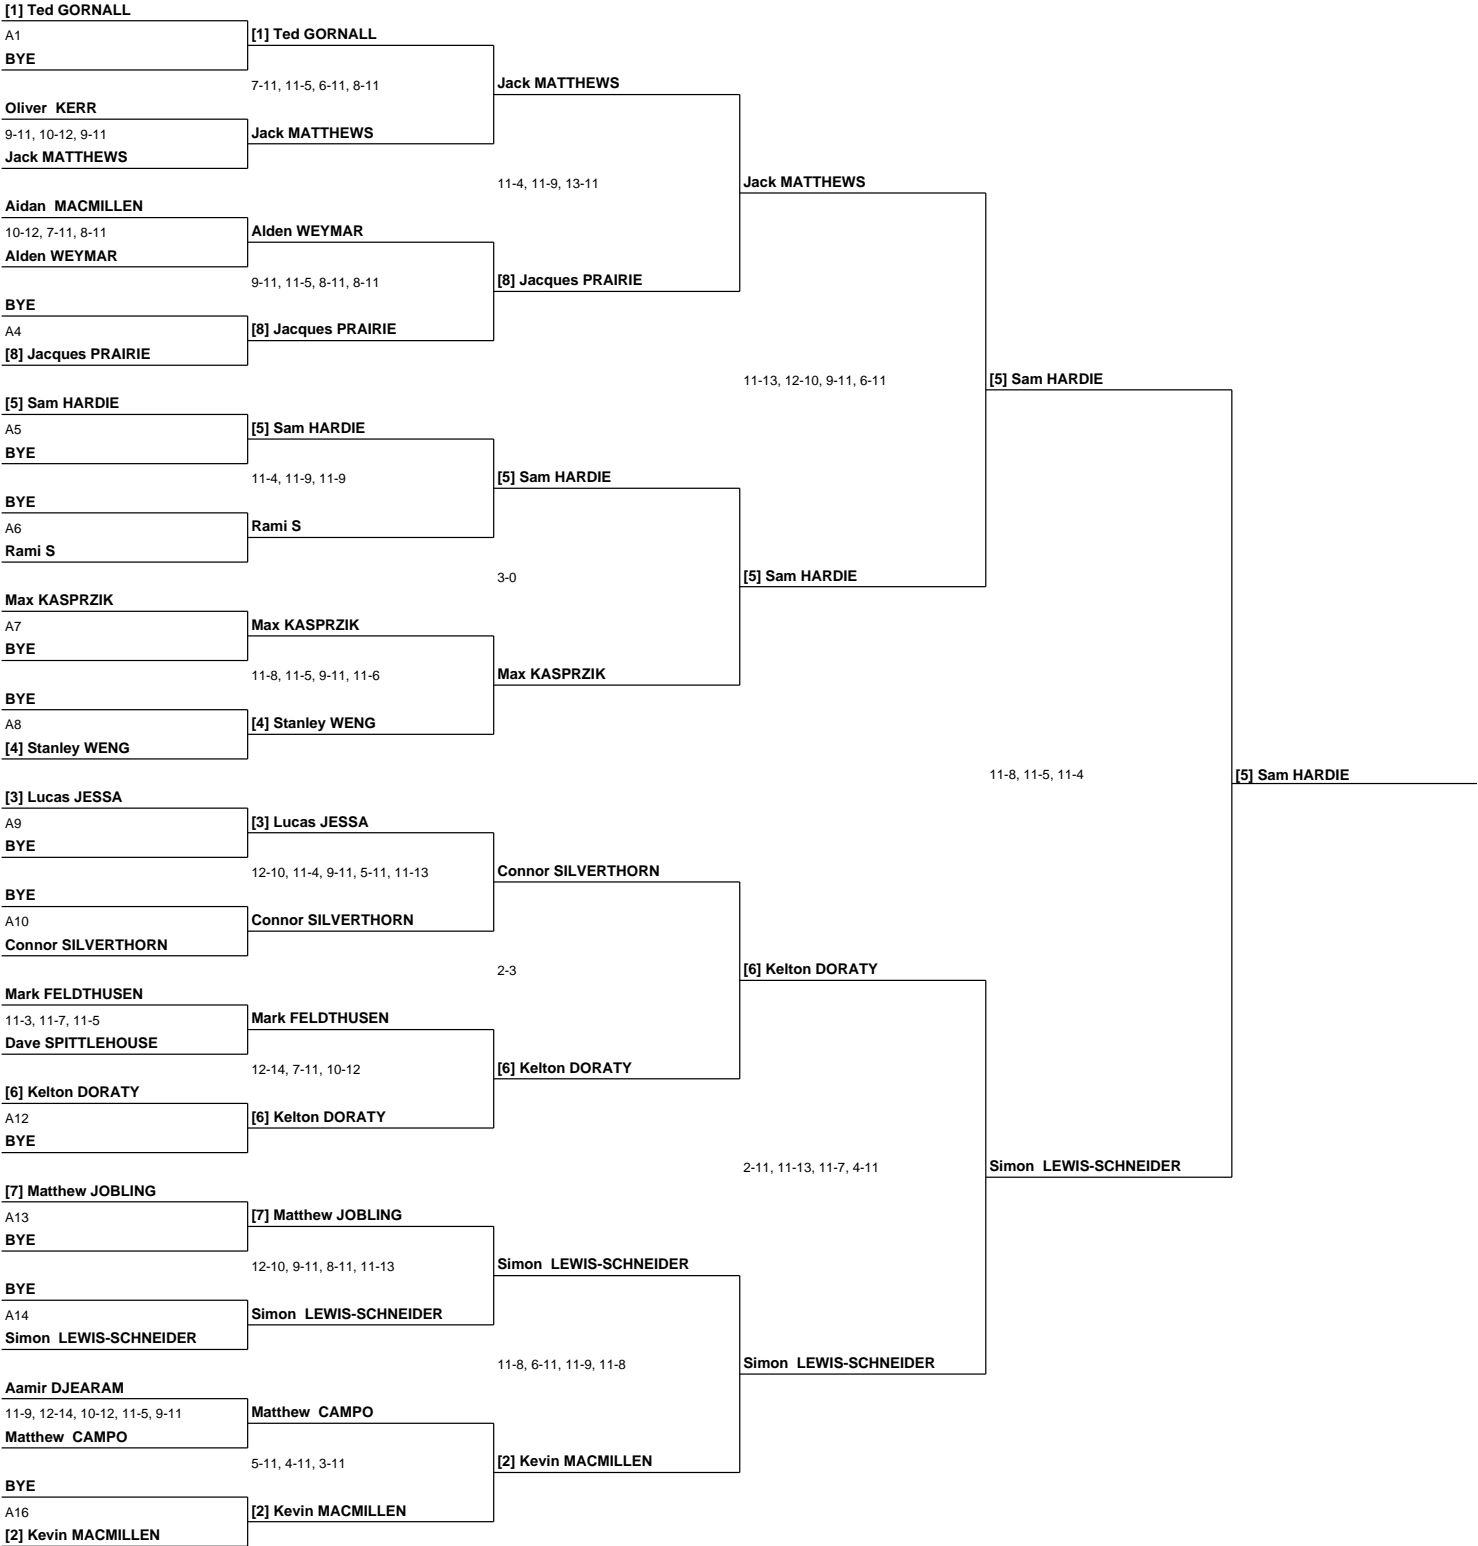 [1] Ted GORNALL
A1
BYE
Oliver  KERR
9-11, 10-12, 9-11
Jack MATTHEWS
Aidan  MACMILLEN
10-12, 7-11, 8-11
Alden WEYMAR
BYE
A4
[8] Jacques PRAIRIE
[5] Sam HARDIE
A5
BYE
BYE
A6
Rami S
Max KASPRZIK
A7
BYE
BYE
A8
[4] Stanley WENG
[3] Lucas JESSA
A9
BYE
BYE
A10
Connor SILVERTHORN
Mark FELDTHUSEN
11-3, 11-7, 11-5
Dave SPITTLEHOUSE
[6] Kelton DORATY
A12
BYE
[7] Matthew JOBLING
A13
BYE
BYE
A14
Simon  LEWIS-SCHNEIDER
Aamir DJEARAM
11-9, 12-14, 10-12, 11-5, 9-11
Matthew  CAMPO
BYE
A16
[2] Kevin MACMILLEN
[1] Ted GORNALL
7-11, 11-5, 6-11, 8-11
Jack MATTHEWS
Alden WEYMAR
9-11, 11-5, 8-11, 8-11
[8] Jacques PRAIRIE
[5] Sam HARDIE
11-4, 11-9, 11-9
Rami S
Max KASPRZIK
11-8, 11-5, 9-11, 11-6
[4] Stanley WENG
[3] Lucas JESSA
12-10, 11-4, 9-11, 5-11, 11-13
Connor SILVERTHORN
Mark FELDTHUSEN
12-14, 7-11, 10-12
[6] Kelton DORATY
[7] Matthew JOBLING
12-10, 9-11, 8-11, 11-13
Simon  LEWIS-SCHNEIDER
Matthew  CAMPO
5-11, 4-11, 3-11
[2] Kevin MACMILLEN
Jack MATTHEWS
11-4, 11-9, 13-11
[8] Jacques PRAIRIE
[5] Sam HARDIE
3-0
Max KASPRZIK
Connor SILVERTHORN
2-3
[6] Kelton DORATY
Simon  LEWIS-SCHNEIDER
11-8, 6-11, 11-9, 11-8
[2] Kevin MACMILLEN
Jack MATTHEWS
11-13, 12-10, 9-11, 6-11
[5] Sam HARDIE
[6] Kelton DORATY
2-11, 11-13, 11-7, 4-11
Simon  LEWIS-SCHNEIDER
[5] Sam HARDIE
11-8, 11-5, 11-4
Simon  LEWIS-SCHNEIDER
[5] Sam HARDIE